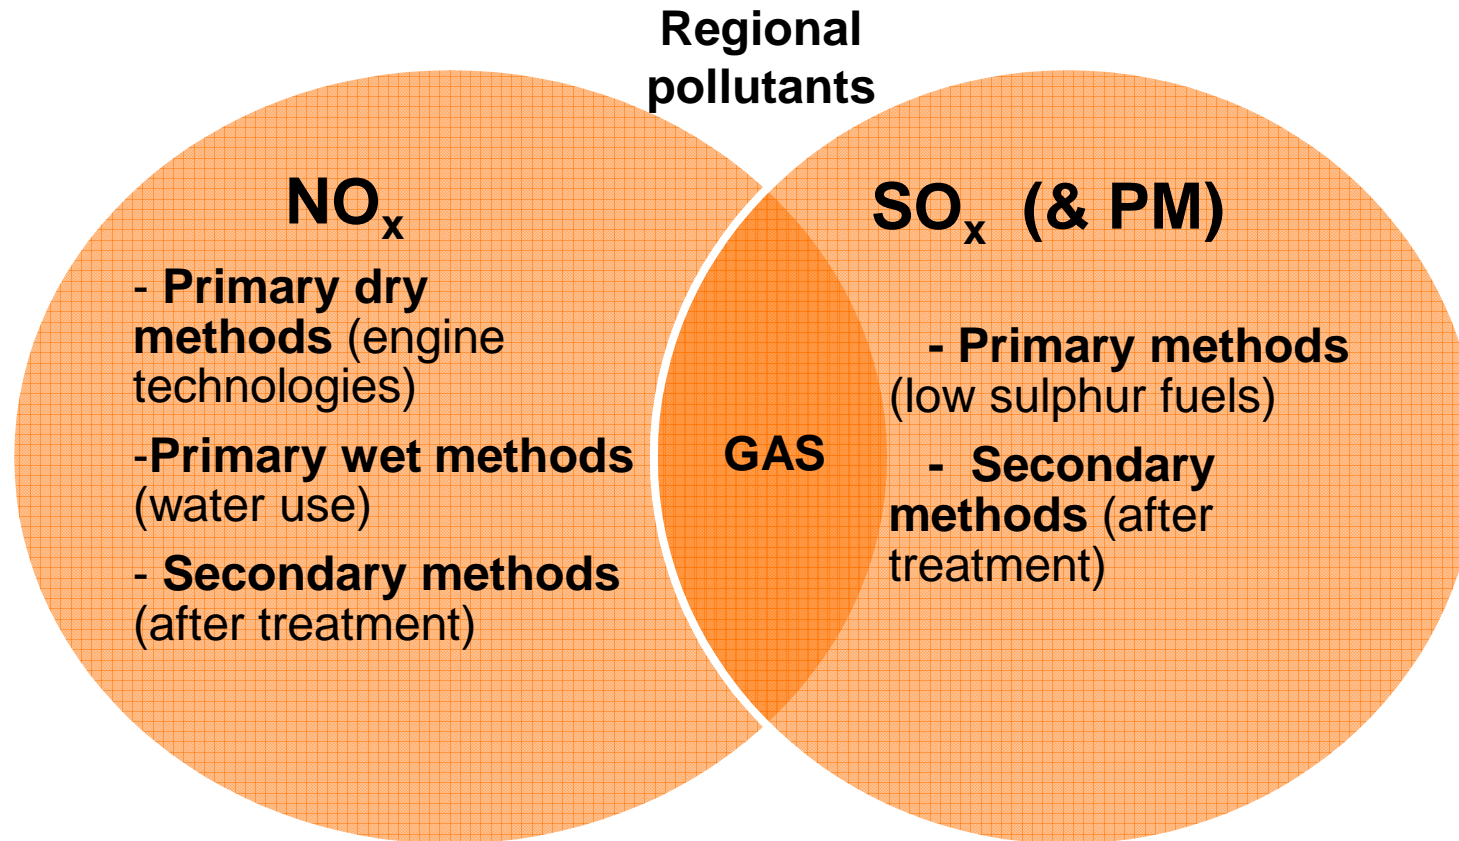 Regional
pollutants
NOx
- Primary dry
methods (engine
technologies)
-Primary wet methods
(water use)
- Secondary methods
(after treatment)
GAS
SOx (& PM)
- Primary methods
(low sulphur fuels)
- Secondary
methods (after
treatment)